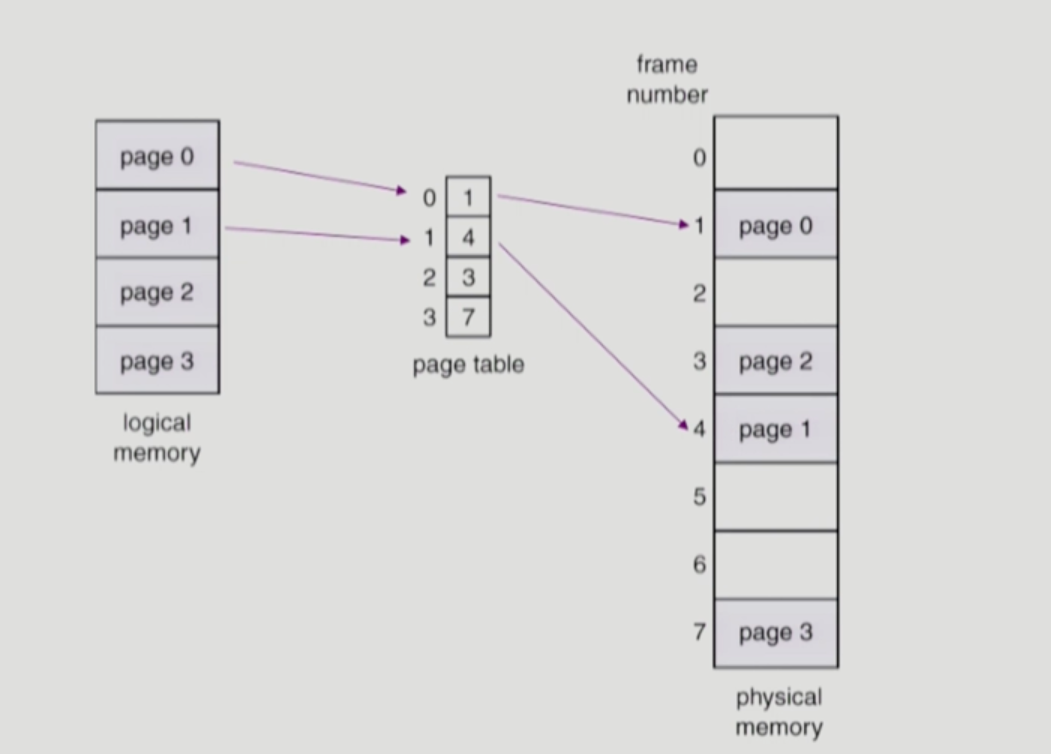 page 0
page 1
page 2
page 3
logical
memory
0 1
1 4
2 3
3 7
page table
frame
number
0
1 page 0
2
3 page 2
4 page 1
5
6
7 page 3
physical
memory